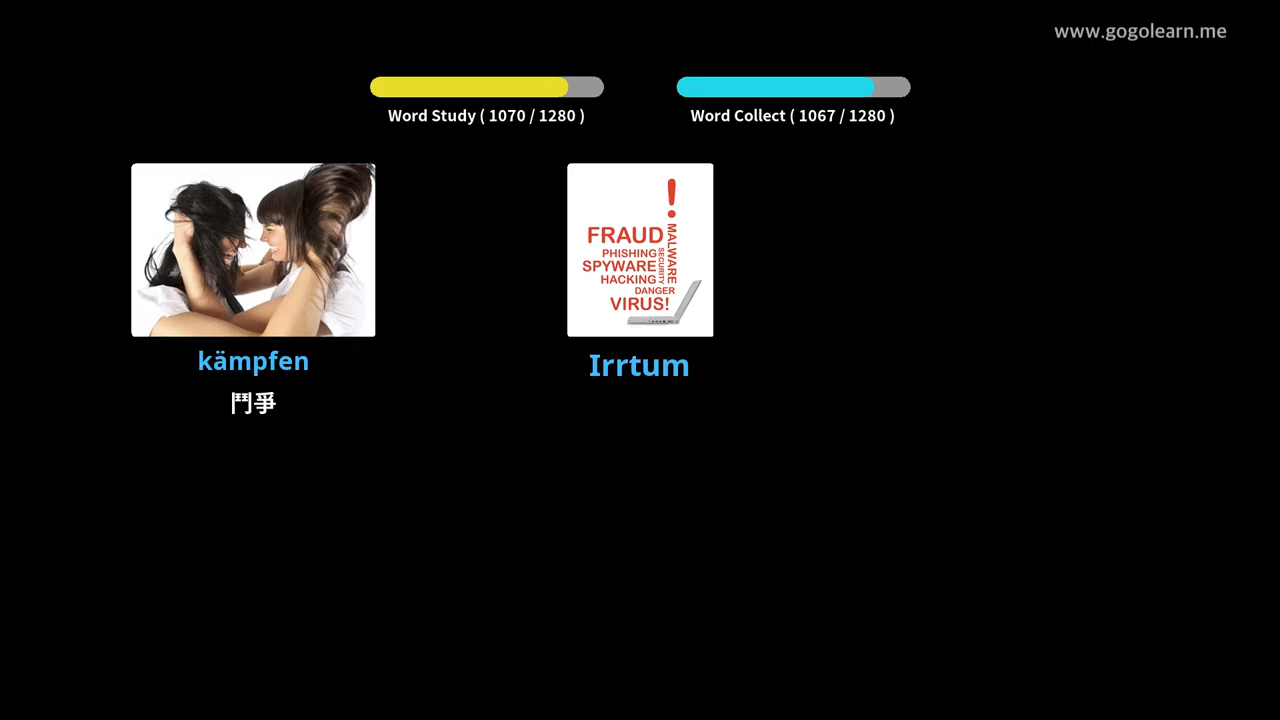 www.gogolearn.me
Word Study ( 1070 / 1280 )
Word Collect ( 1067 / 1280 )
!
FRAUD
PHISHING
SPYWARE
HACKING
DANGER
VIRUS!
SECURITY
MALWARE
kämpfen
鬥爭
Irrtum